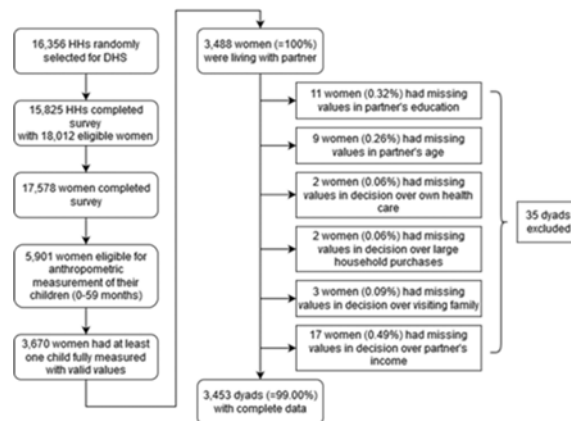 16,356 HHs randomly
selected for DHS
15,825 HHs completed
survey
with 18,012 eligible women
17,578 women completed
survey
5,901 women eligible for
anthropometric
measurement of their
children (0-59 months)
3,670 women had at least
one child fully measured
with valid values
3,488 women (=100%)
were living with partner
11 women (0.32%) had missing
values in partner's education
9 women (0.26%) had missing
values in partner's age
2 women (0.06%) had missing
values in decision over own health
care
2 women (0.06%) had missing
values in decision over large
household purchases
3 women (0.09%) had missing
values in decision over visiting family
17 women (0.49%) had missing
values in decision over partner's
income
35 dyads
excluded
3,453 dyads (=99.00%)
with complete data